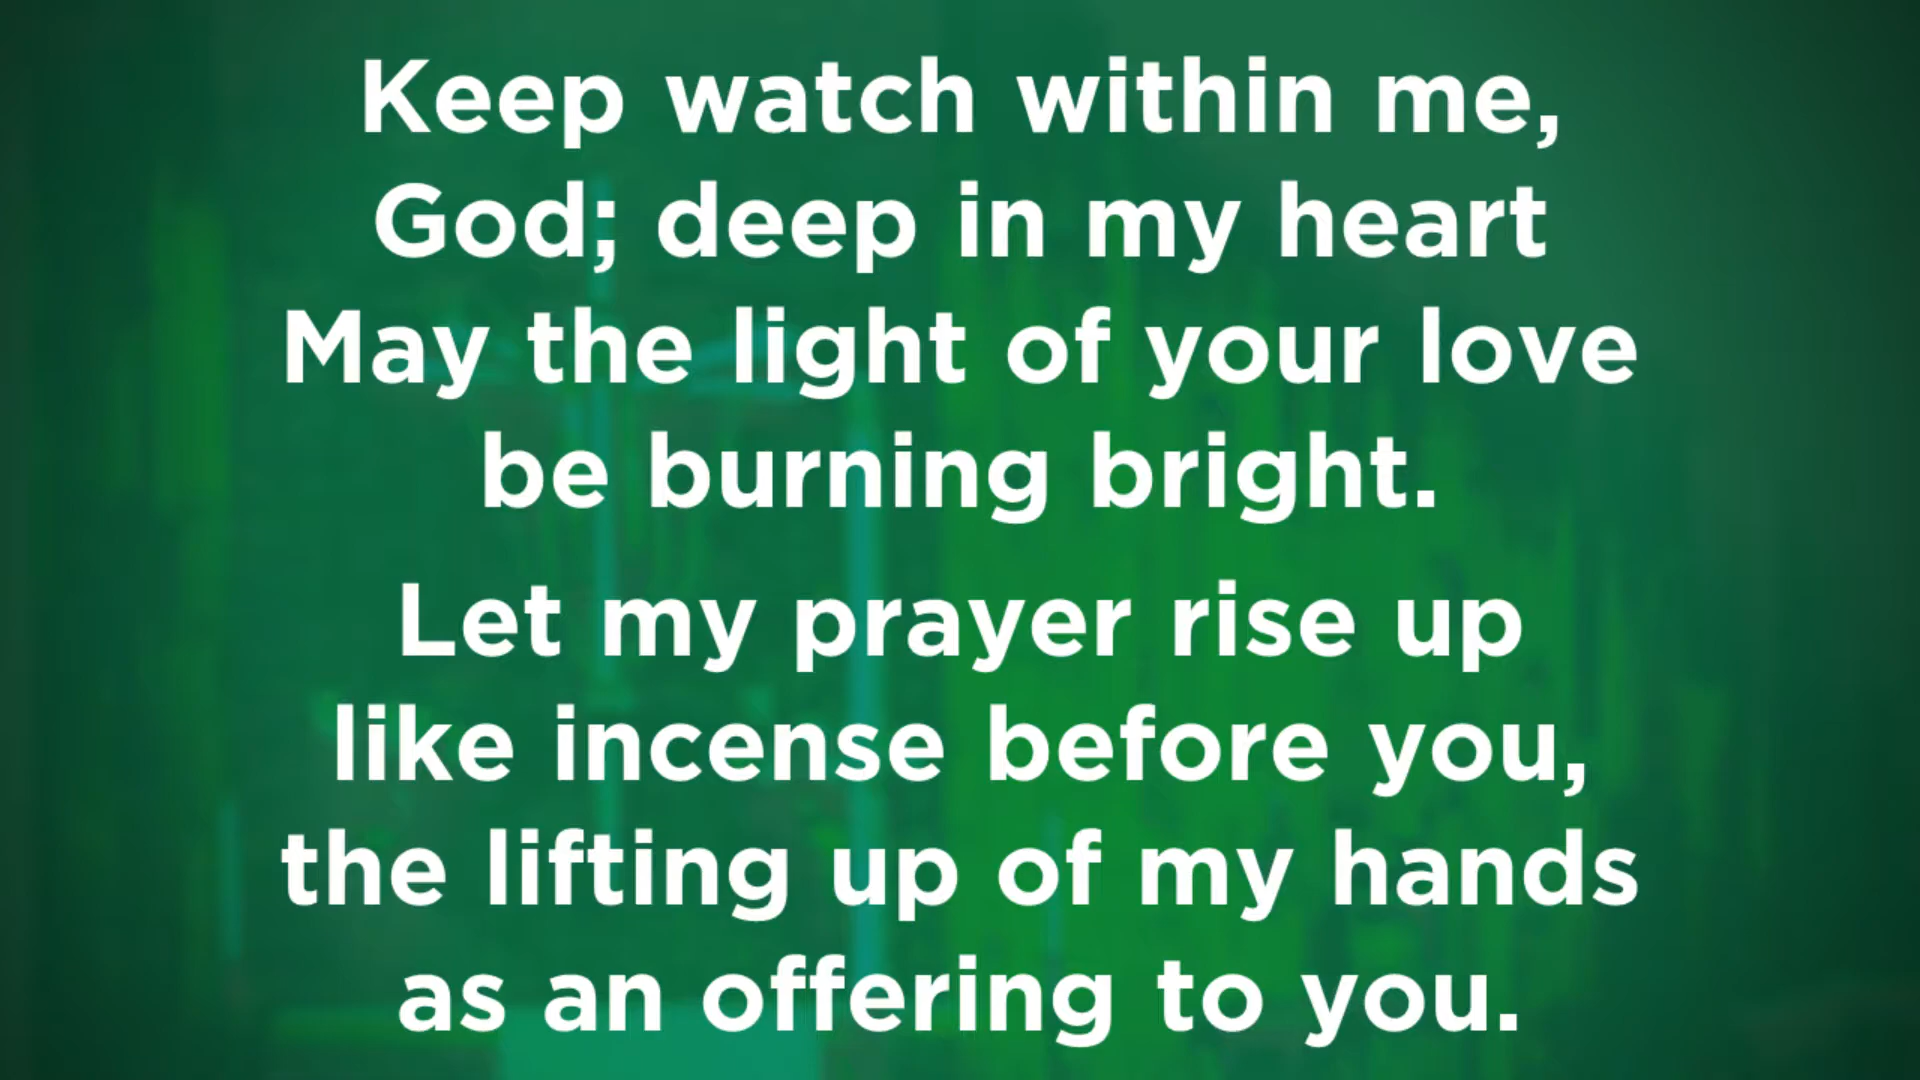 Keep watch within me,
God; deep in my heart
May the light of your love
be burning bright.
Let my prayer rise up
like incense before you,
the lifting up of my hands
as an offering to you.